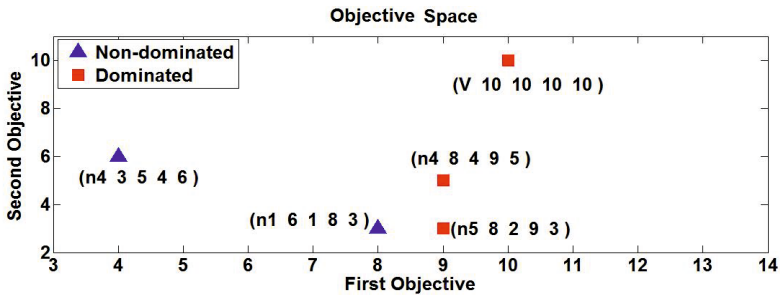 Objective Space
Non-dominated
Dominated
10
8
6
4
2
Second Objective
(V 10 10 10 10 )
(n4 8 4 9 5 )
(n4 3 5 4 6 )
(n1 6 1 8 3 )
(n5 8 2 9 3 )
3 4 5 6 7 8 9 10 11 12 13 14
First Objective